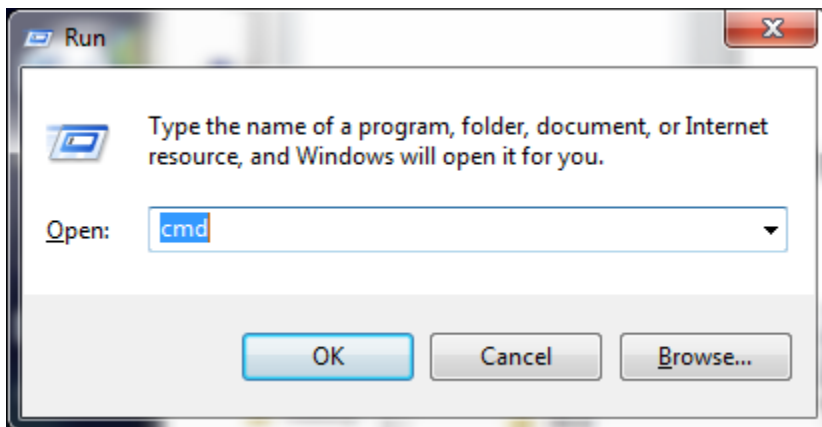 Run
Type the name of a program, folder, document, or Internet
resource, and Windows will open it for you.
Open: cmd
OK Cancel Browse...